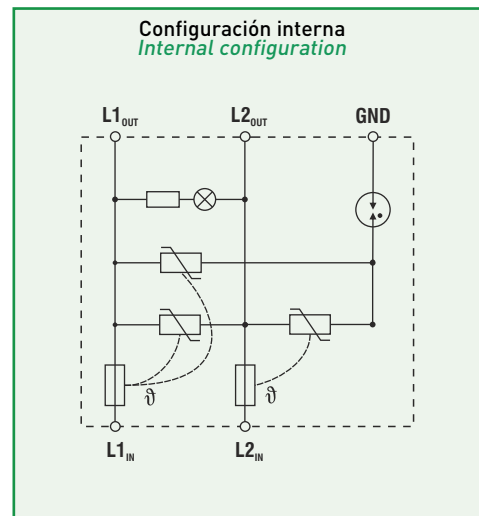 Configuración interna
Internal configuration
L1OUT L2OUT GND
ϑ ϑ
L1IN L2IN